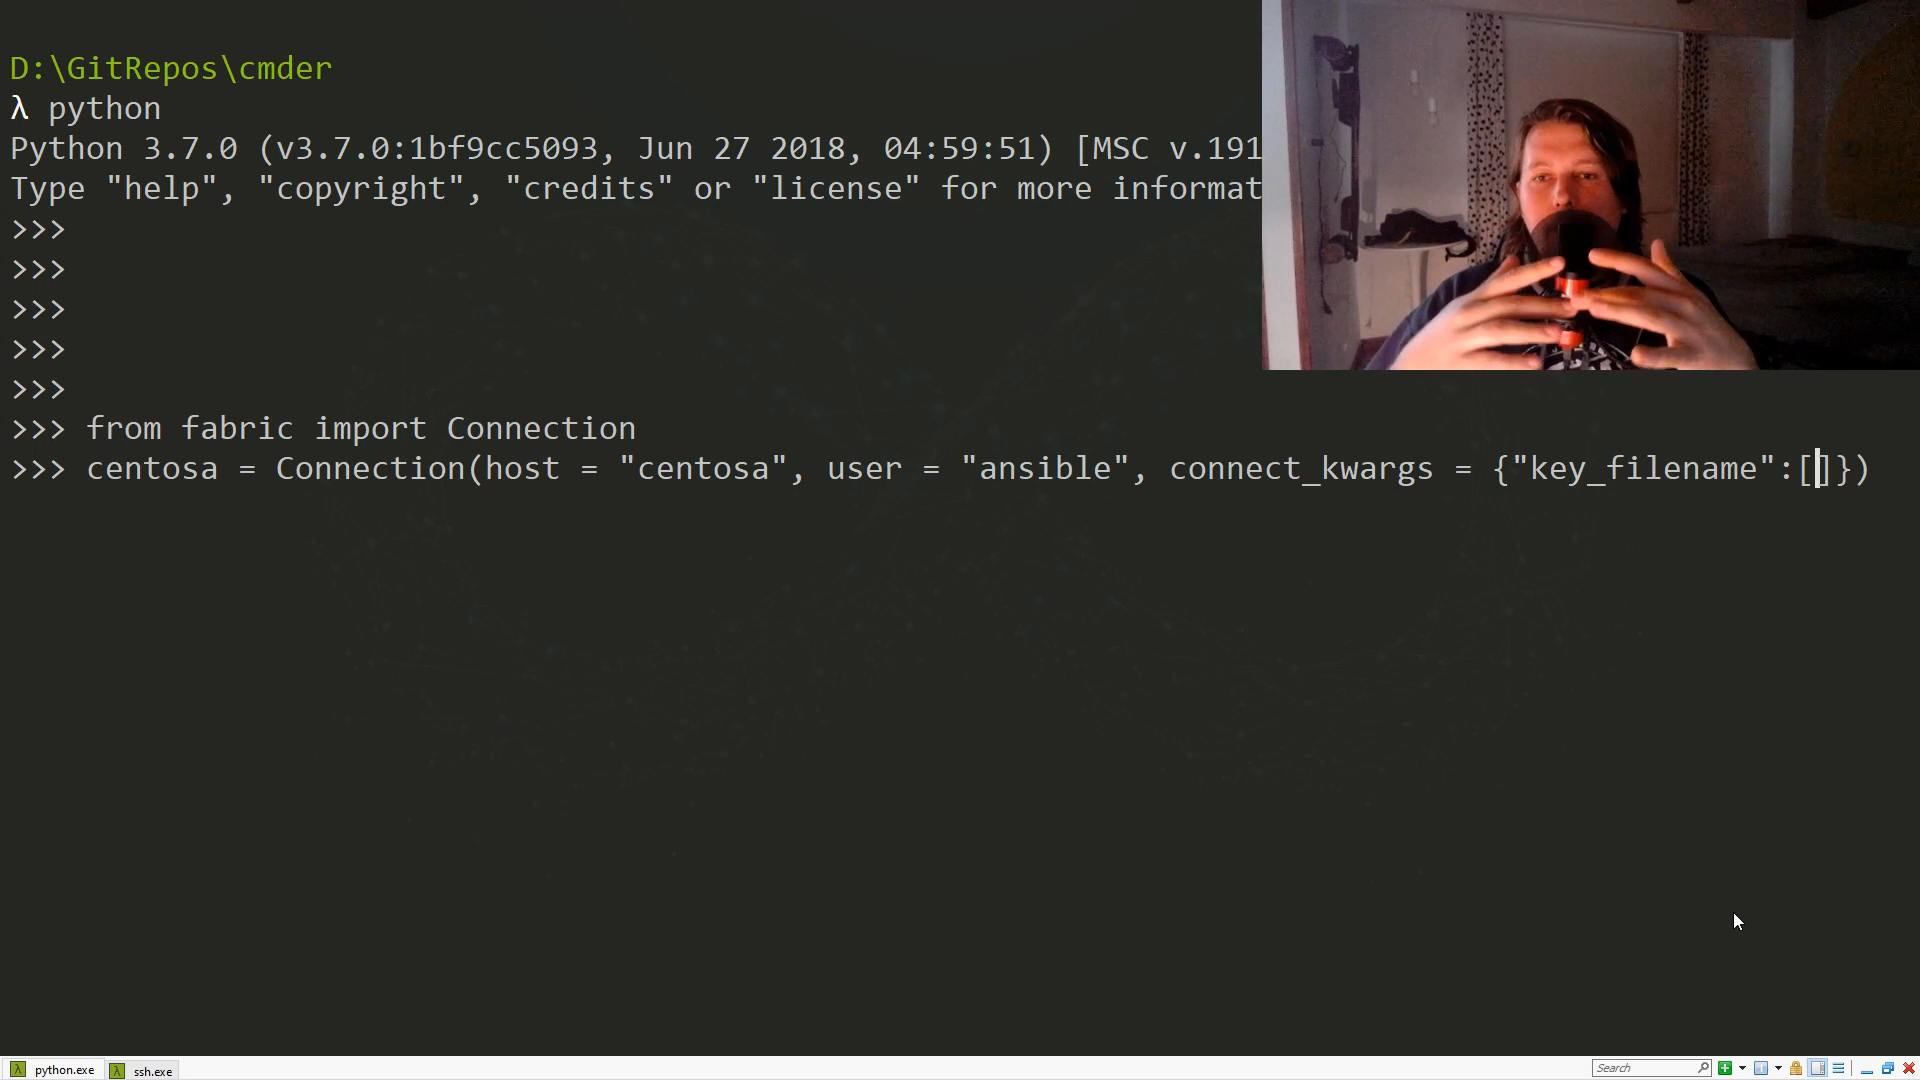 D:\GitRepos\cmder
λ python
Python 3.7.0 (v3.7.0:1bf9cc5093, Jun 27 2018, 04:59:51) [MSC v.191
Type "help", "copyright", "credits" or "license" for more informat
>>>
>>>
>>>
>>>
>>>
>>> from fabric import Connection
>>> centosa = Connection(host = "centosa", user = "ansible", connect_kwargs = {"key_filename":[]})
λ python.exe λ ssh.exe Search